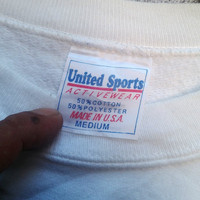 United Sports
ACTIVEWEAR
50% COTTON
50% POLYESTER
MADE IN U.S.A
MEDIUM